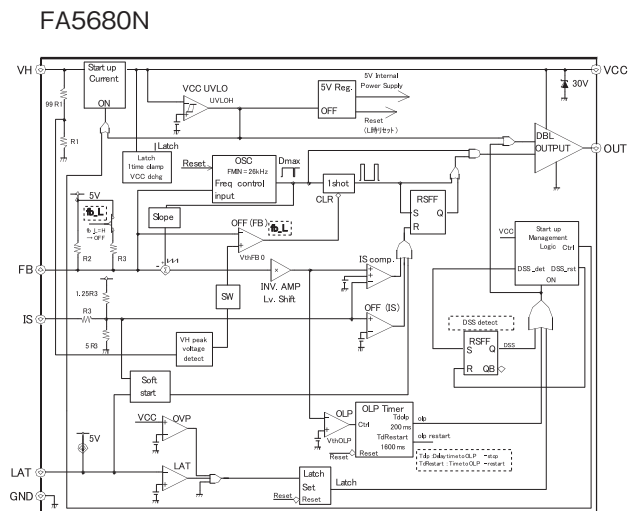 FA5680N
VH
Start up
Current
ON
VCC UVLO
UVLOH
5V Reg.
OFF
5V Internal
Power Supply
Reset
(L時リセット)
30V
VCC
99 R1
R1
Latch
Latch
1time clamp
VCC dchg
Reset
OSC
FMIN = 26kHz
Freq control
input
Dmax
1shot
CLR
DBL
OUTPUT
OUT
5V
fb_L
fb_L=H
→ OFF
R2
R3
Slope
OFF (FB)
fb_L
VthFB0
RSFF
S
Q
R
Start up
Management
Logic
Ctrl
VCC
DSS_det
DSS_rst
ON
FB
INV. AMP
Lv. Shift
IS comp.
SW
1.25R3
IS
R3
5R3
OFF (IS)
VH peak
voltage
detect
DSS detect
RSFF
S
Q
DSS
R
QB
Soft
start
VCC
OVP
OLP
VthOLP
Ctrl
OLP Timer
Tdolp
200 ms
TdRestart
1600 ms
Reset
Reset
olp
olp restart
Tdlp :Delaytime to OLP -stop
TdRestart :Time to OLP -restart
5V
LAT
LAT
Latch
Set
Reset
Reset
Latch
GND